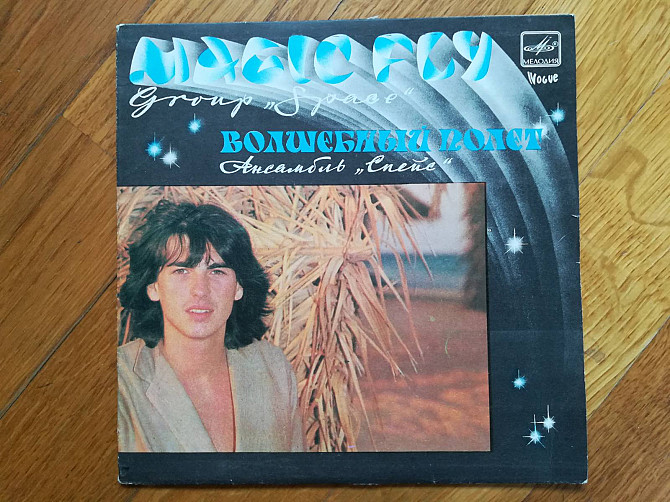 MAGIC FLY
Group „Space“
МЕЛОДИЯ
Vogue
ВОЛШЕБНЫЙ ПОЛЕТ
Ансамбль „Спейс“